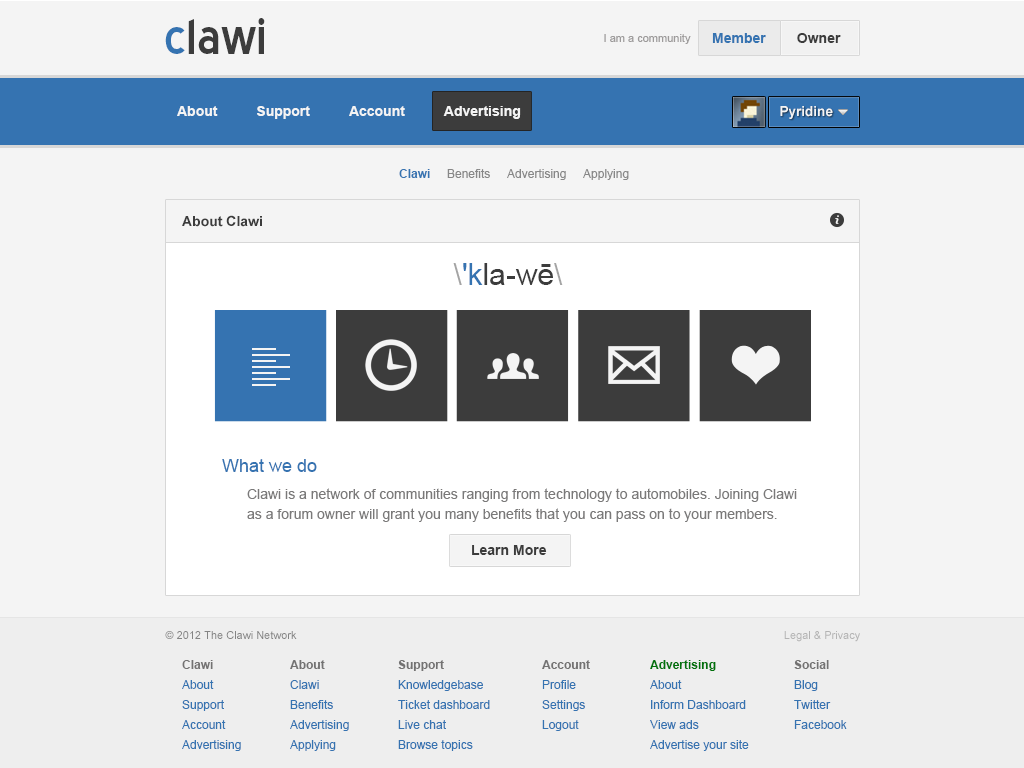 clawi
I am a community Member Owner
About Support Account Advertising Pyridine
Clawi Benefits Advertising Applying
About Clawi
\'kla-wē\
What we do
Clawi is a network of communities ranging from technology to automobiles. Joining Clawi
as a forum owner will grant you many benefits that you can pass on to your members.
Learn More
© 2012 The Clawi Network Legal & Privacy
Clawi About Support Account Advertising Social
About Clawi Knowledgebase Profile About Blog
Support Benefits Ticket dashboard Settings Inform Dashboard Twitter
Account Advertising Live chat Logout View ads Facebook
Advertising Applying Browse topics Advertise your site